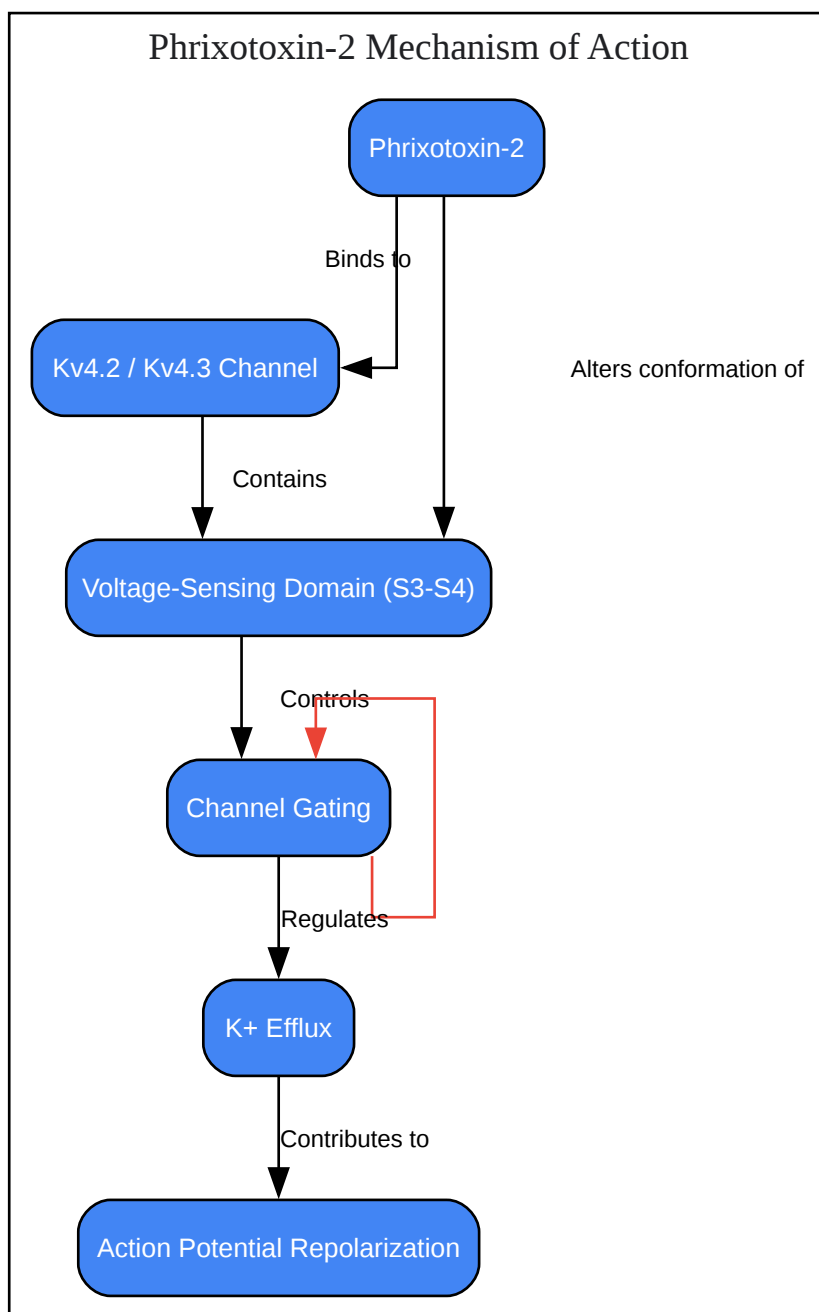 Phrixotoxin-2 Mechanism of Action
Phrixotoxin-2
Binds to
Kv4.2 / Kv4.3 Channel
Alters conformation of
Contains
Voltage-Sensing Domain (S3-S4)
Controls
Channel Gating
Regulates
K+ Efflux
Contributes to
Action Potential Repolarization